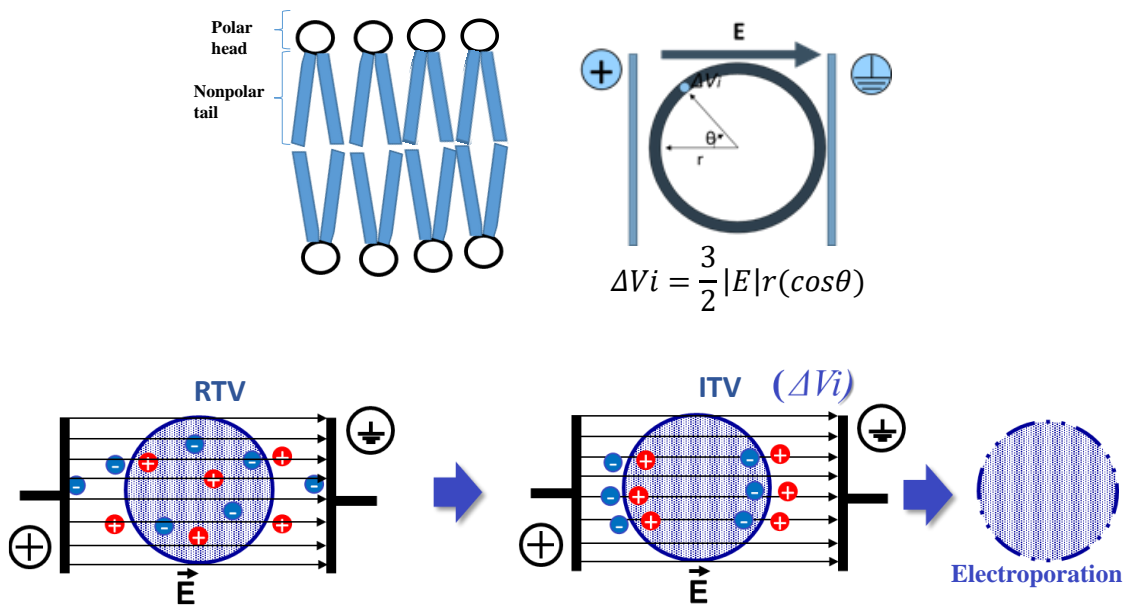 Polar
head
Nonpolar
tail
E
+
ΔVi
θ
r
ΔVi = 3/2 |E|r(cosθ)
RTV
- - - - - - -
+ + + + + + +
E
ITV (ΔVi)
- + - +
- + - +
- + - +
+
E
Electroporation